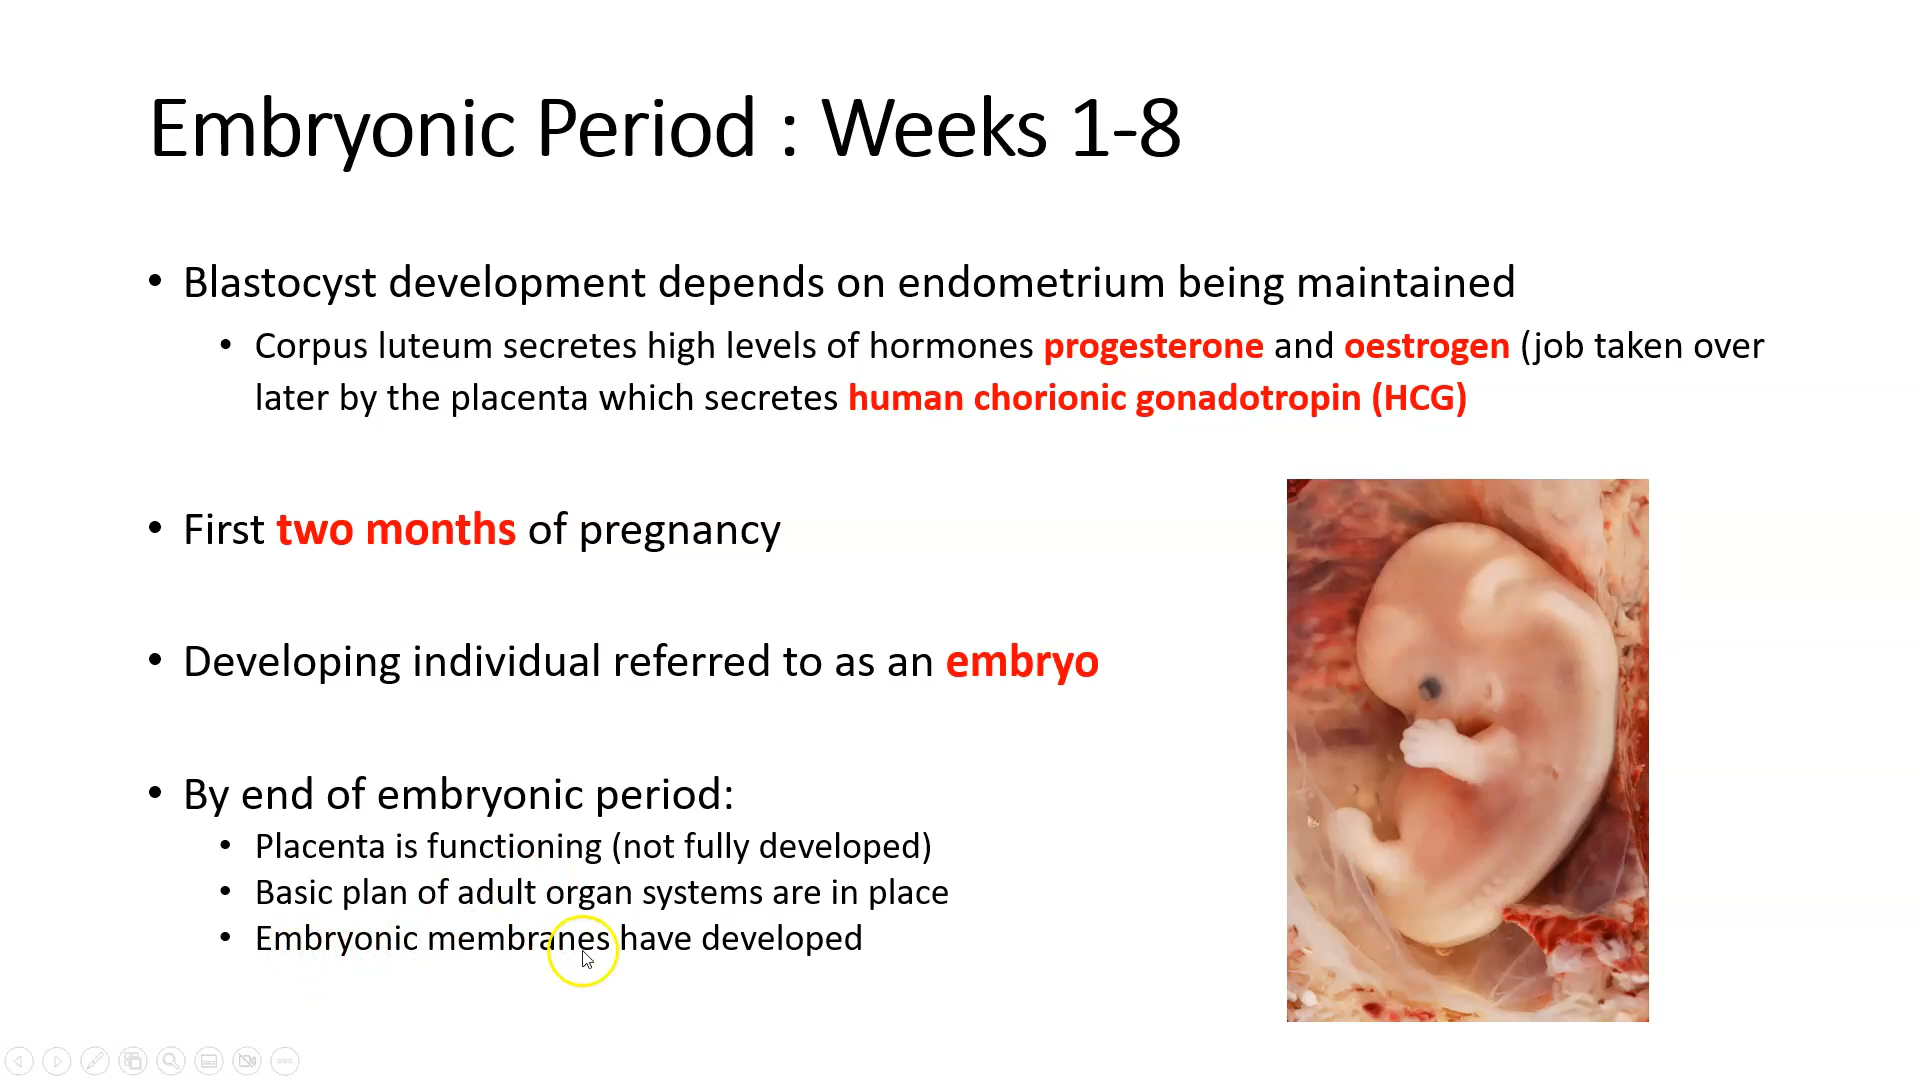 Embryonic Period : Weeks 1-8
• Blastocyst development depends on endometrium being maintained
• Corpus luteum secretes high levels of hormones progesterone and oestrogen (job taken over
later by the placenta which secretes human chorionic gonadotropin (HCG)
• First two months of pregnancy
• Developing individual referred to as an embryo
• By end of embryonic period:
• Placenta is functioning (not fully developed)
• Basic plan of adult organ systems are in place
• Embryonic membranes have developed